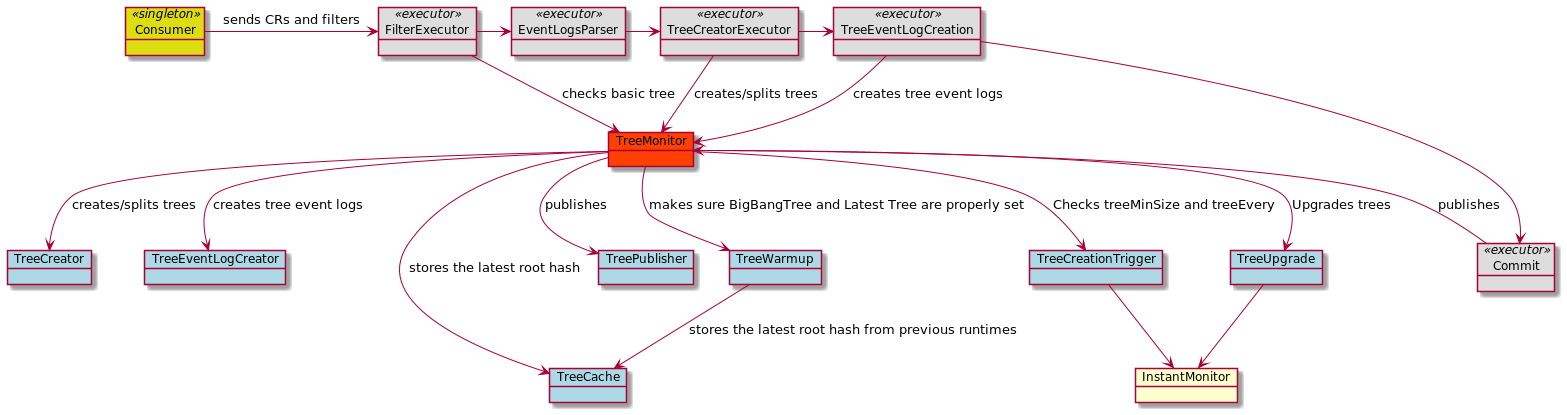 «singleton»
Consumer
sends CRs and filters
«executor»
FilterExecutor
«executor»
EventLogsParser
«executor»
TreeCreatorExecutor
«executor»
TreeEventLogCreation
checks basic tree
creates/splits trees
creates tree event logs
TreeMonitor
creates/splits trees
creates tree event logs
publishes
makes sure BigBangTree and Latest Tree are properly set
Checks treeMinSize and treeEvery
Upgrades trees
publishes
TreeCreator
TreeEventLogCreator
stores the latest root hash
TreePublisher
TreeWarmup
TreeCreationTrigger
TreeUpgrade
«executor»
Commit
stores the latest root hash from previous runtimes
TreeCache
InstantMonitor